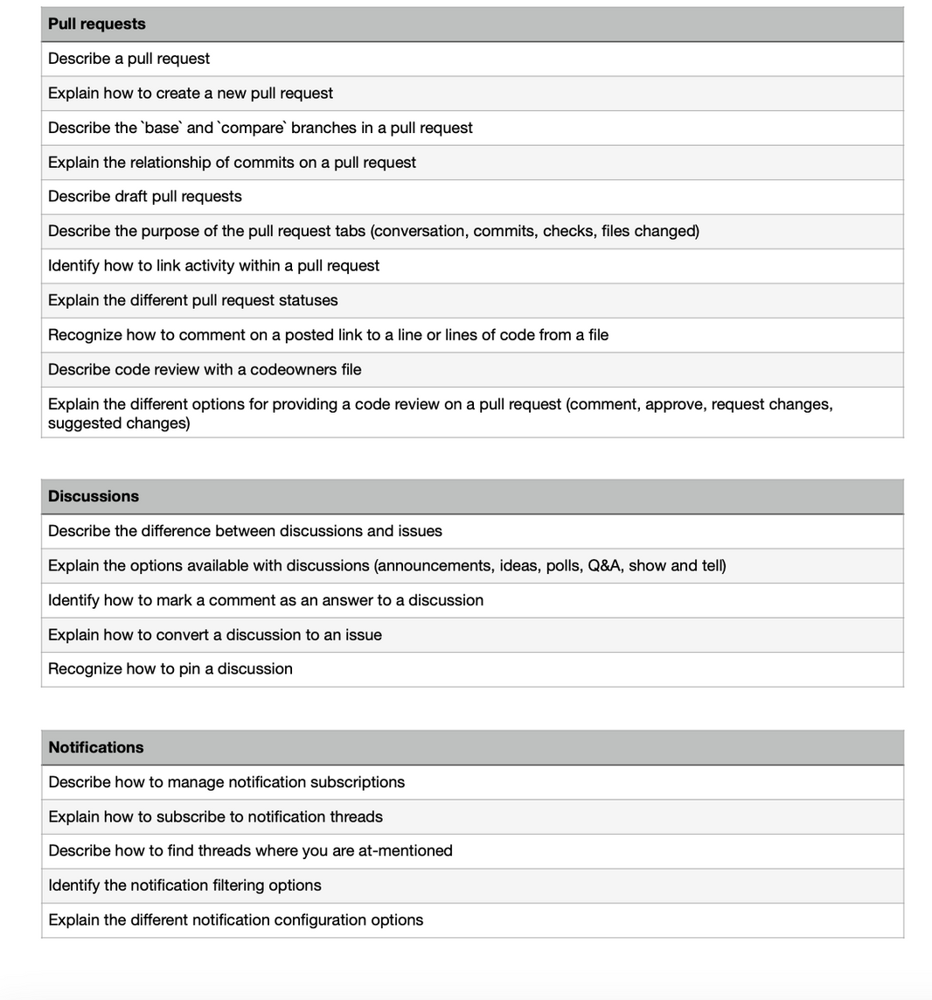 Pull requests
Describe a pull request
Explain how to create a new pull request
Describe the `base` and `compare` branches in a pull request
Explain the relationship of commits on a pull request
Describe draft pull requests
Describe the purpose of the pull request tabs (conversation, commits, checks, files changed)
Identify how to link activity within a pull request
Explain the different pull request statuses
Recognize how to comment on a posted link to a line or lines of code from a file
Describe code review with a codeowners file
Explain the different options for providing a code review on a pull request (comment, approve, request changes,
suggested changes)
Discussions
Describe the difference between discussions and issues
Explain the options available with discussions (announcements, ideas, polls, Q&A, show and tell)
Identify how to mark a comment as an answer to a discussion
Explain how to convert a discussion to an issue
Recognize how to pin a discussion
Notifications
Describe how to manage notification subscriptions
Explain how to subscribe to notification threads
Describe how to find threads where you are at-mentioned
Identify the notification filtering options
Explain the different notification configuration options